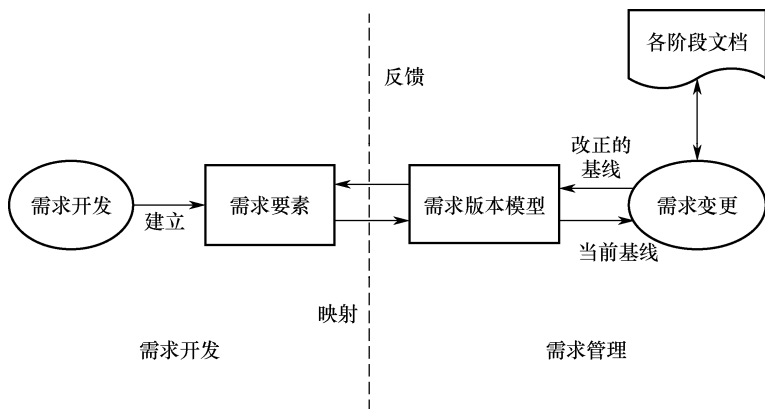 各阶段文档
反馈
改正的
基线
需求开发
建立
需求要素
需求版本模型
需求变更
当前基线
映射
需求开发
需求管理